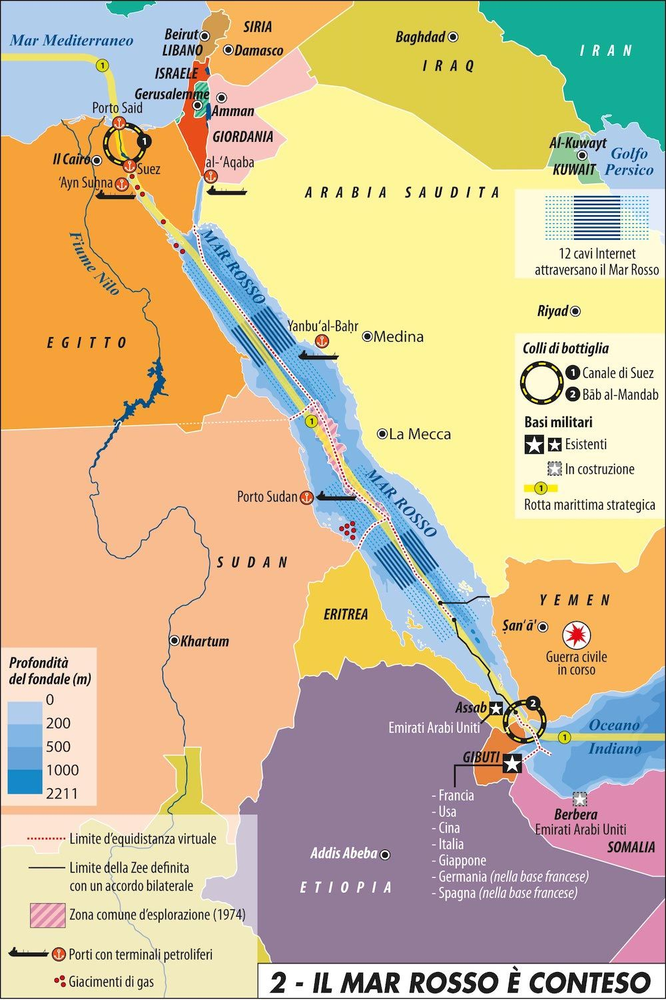 Mar Mediterraneo
1
Beirut
LIBANO
SIRIA
Damasco
Baghdad
IRAQ
IRAN
ISRAELE
Gerusalemme
Amman
GIORDANIA
Porto Said
1
Il Cairo
Suez
‘Ayn Suḫna
al-‘Aqaba
Al-Kuwayt
KUWAIT
Golfo
Persico
ARABIA SAUDITA
12 cavi Internet
attraversano il Mar Rosso
Fiume Nilo
MAR ROSSO
Riyad
EGITTO
Yanbu‘al-Baḥr
Medina
Colli di bottiglia
1 Canale di Suez
2 Bāb al-Mandab
Basi militari
Esistenti
In costruzione
1
Rotta marittima strategica
1
La Mecca
MAR ROSSO
Porto Sudan
SUDAN
ERITREA
YEMEN
Ṣan‘ā'
Guerra civile
in corso
Khartum
Profondità
del fondale (m)
0
200
500
1000
2211
Assab
Emirati Arabi Uniti
2
1
Oceano
Indiano
GIBUTI
- Francia
- Usa
- Cina
- Italia
- Giappone
- Germania (nella base francese)
- Spagna (nella base francese)
Berbera
Emirati Arabi Uniti
SOMALIA
Addis Abeba
ETIOPIA
Limite d'equidistanza virtuale
Limite della Zee definita
con un accordo bilaterale
Zona comune d'esplorazione (1974)
Porti con terminali petroliferi
Giacimenti di gas
2 - IL MAR ROSSO È CONTESO